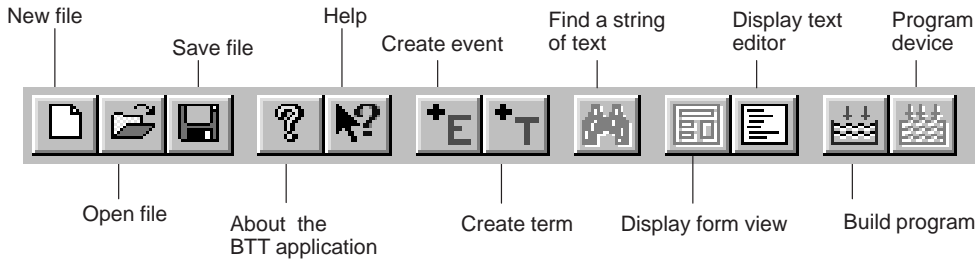 New file
Save file
Help
Create event
Find a string
of text
Display text
editor
Program
device
+E
+T
Open file
About the
BTT application
Create term
Display form view
Build program